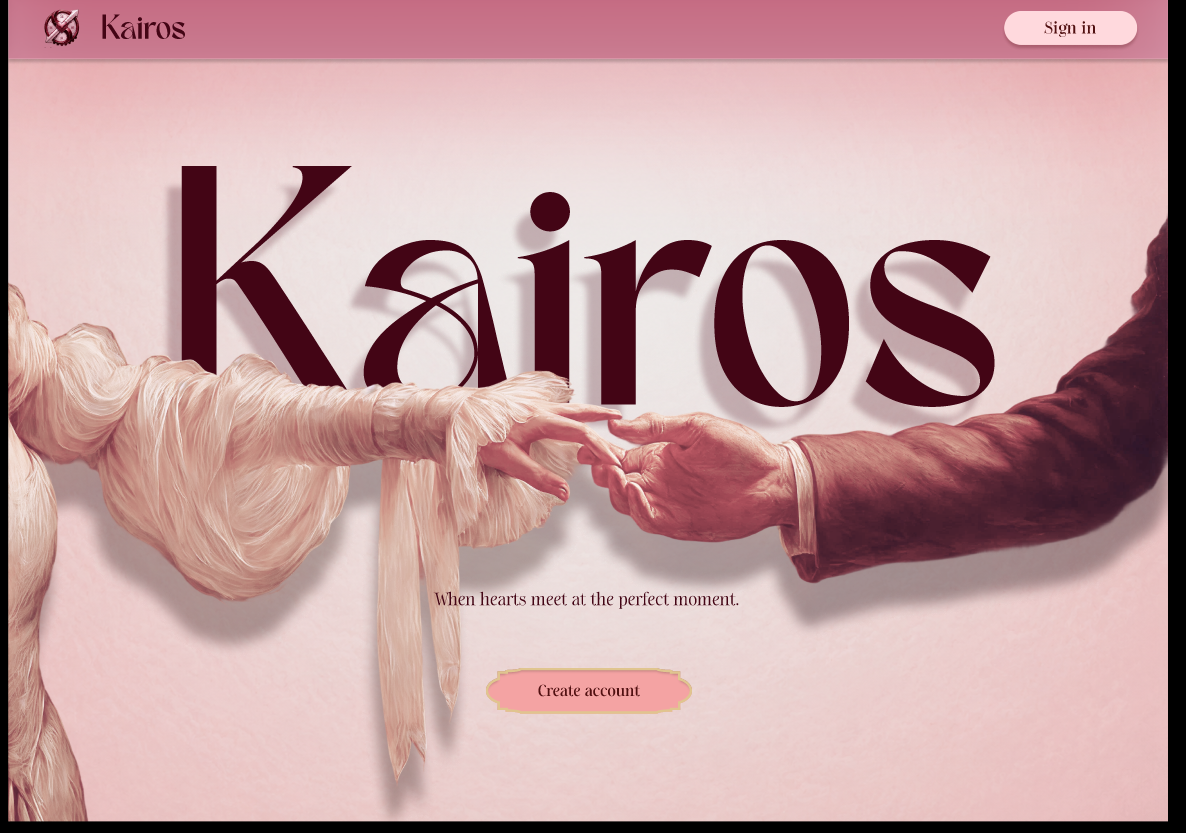 Kairos
Sign in
Kairos
When hearts meet at the perfect moment.
Create account